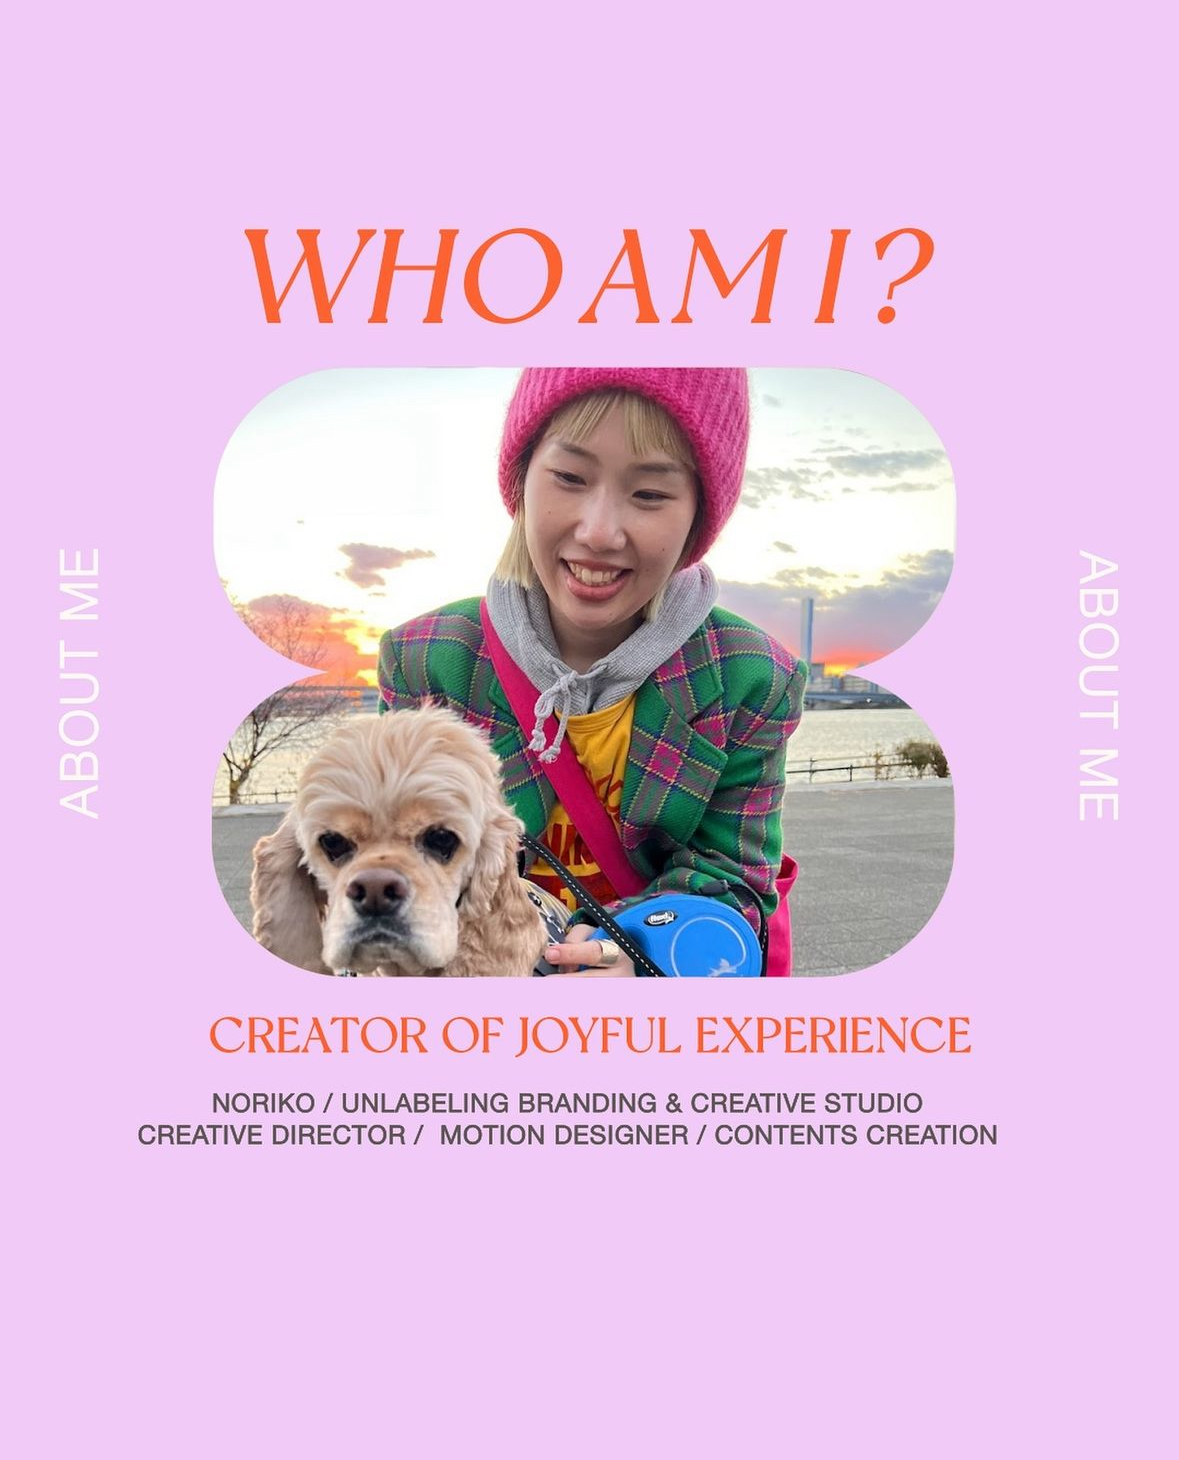 WHO AM I ?
ABOUT ME
ABOUT ME
CREATOR OF JOYFUL EXPERIENCE
NORIKO / UNLABELING BRANDING & CREATIVE STUDIO
CREATIVE DIRECTOR / MOTION DESIGNER / CONTENTS CREATION